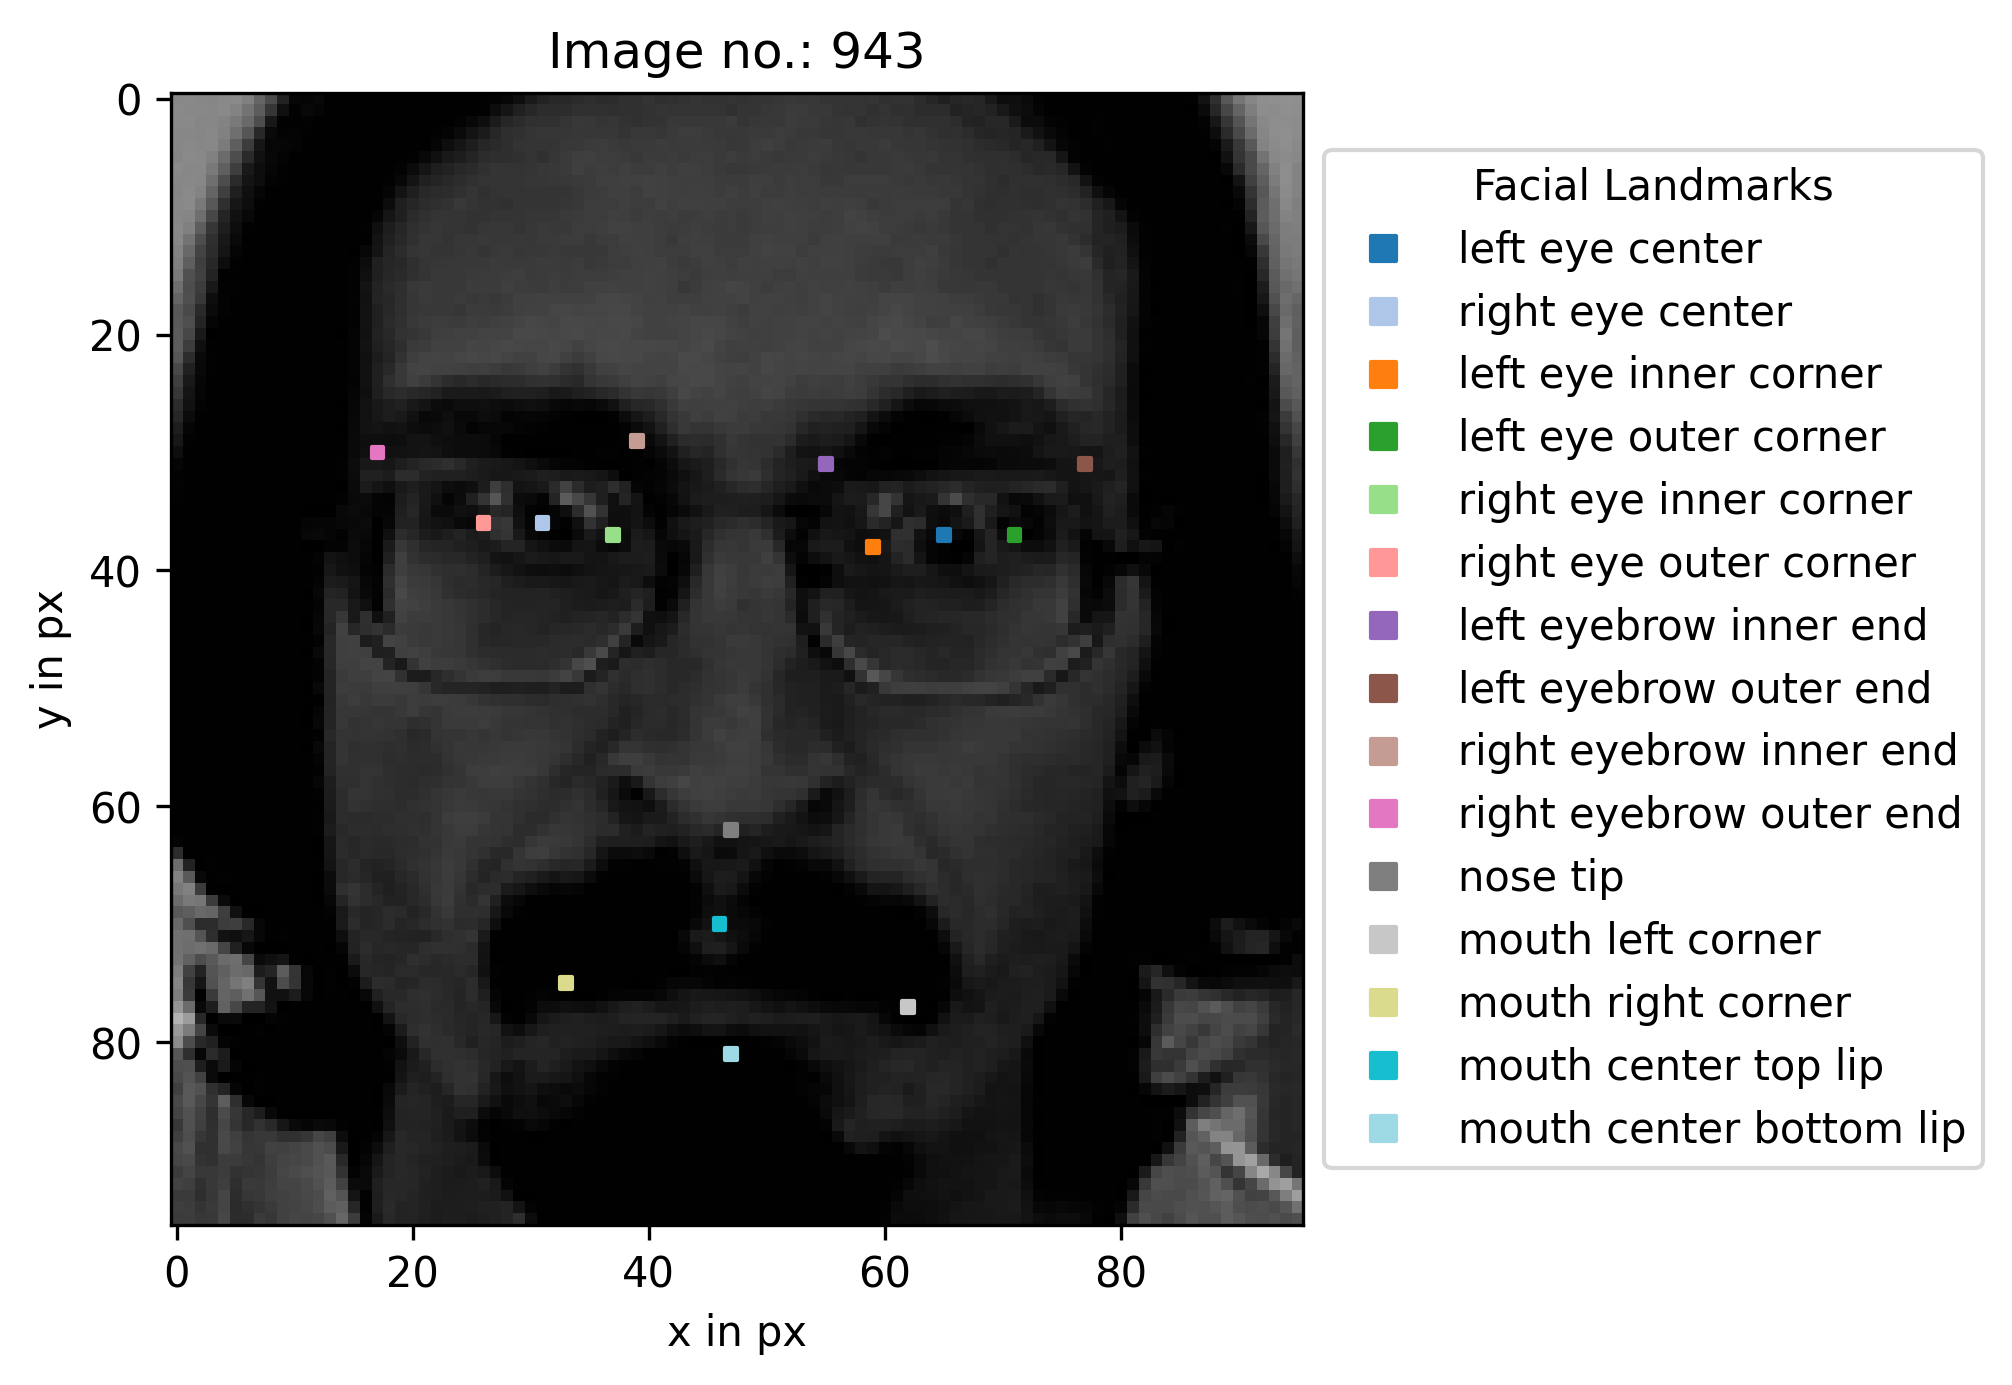 Image no.: 943
0
20
40
60
80
y in px
0 20 40 60 80
x in px
Facial Landmarks
left eye center
right eye center
left eye inner corner
left eye outer corner
right eye inner corner
right eye outer corner
left eyebrow inner end
left eyebrow outer end
right eyebrow inner end
right eyebrow outer end
nose tip
mouth left corner
mouth right corner
mouth center top lip
mouth center bottom lip